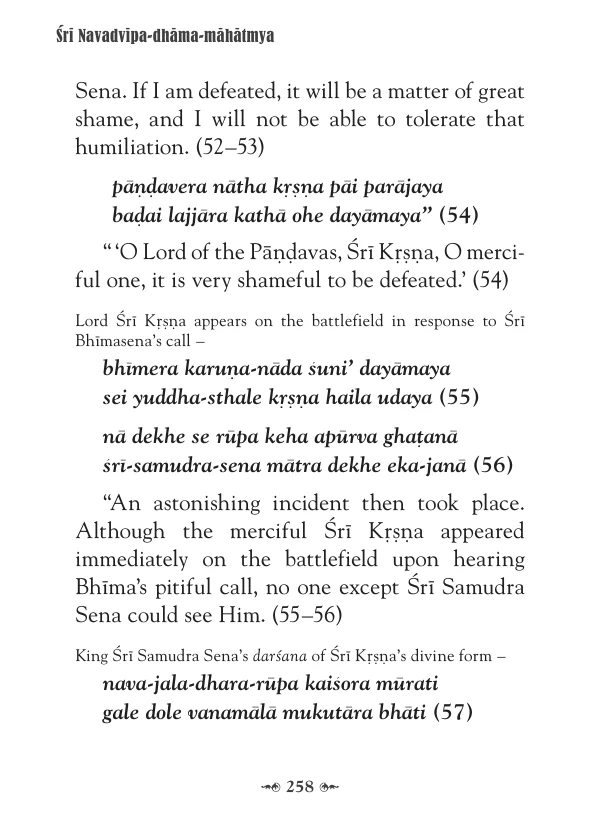 Śrī Navadvīpa-dhāma-māhātmya
Sena. If I am defeated, it will be a matter of great
shame, and I will not be able to tolerate that
humiliation. (52–53)
pāṇḍavera nātha kṛṣṇa pāi parājaya
baḍai lajjāra kathā ohe dayāmaya” (54)
“ ‘O Lord of the Pāṇḍavas, Śrī Kṛṣṇa, O merci-
ful one, it is very shameful to be defeated.’ (54)
Lord Śrī Kṛṣṇa appears on the battlefield in response to Śrī
Bhīmasena’s call –
bhīmera karuṇa-nāda śuni’ dayāmaya
sei yuddha-sthale kṛṣṇa haila udaya (55)
nā dekhe se rūpa keha apūrva ghaṭanā
śrī-samudra-sena mātra dekhe eka-janā (56)
“An astonishing incident then took place.
Although the merciful Śrī Kṛṣṇa appeared
immediately on the battlefield upon hearing
Bhīma’s pitiful call, no one except Śrī Samudra
Sena could see Him. (55–56)
King Śrī Samudra Sena’s darśana of Śrī Kṛṣṇa’s divine form –
nava-jala-dhara-rūpa kaiśora mūrati
gale dole vanamālā mukutāra bhāti (57)
258